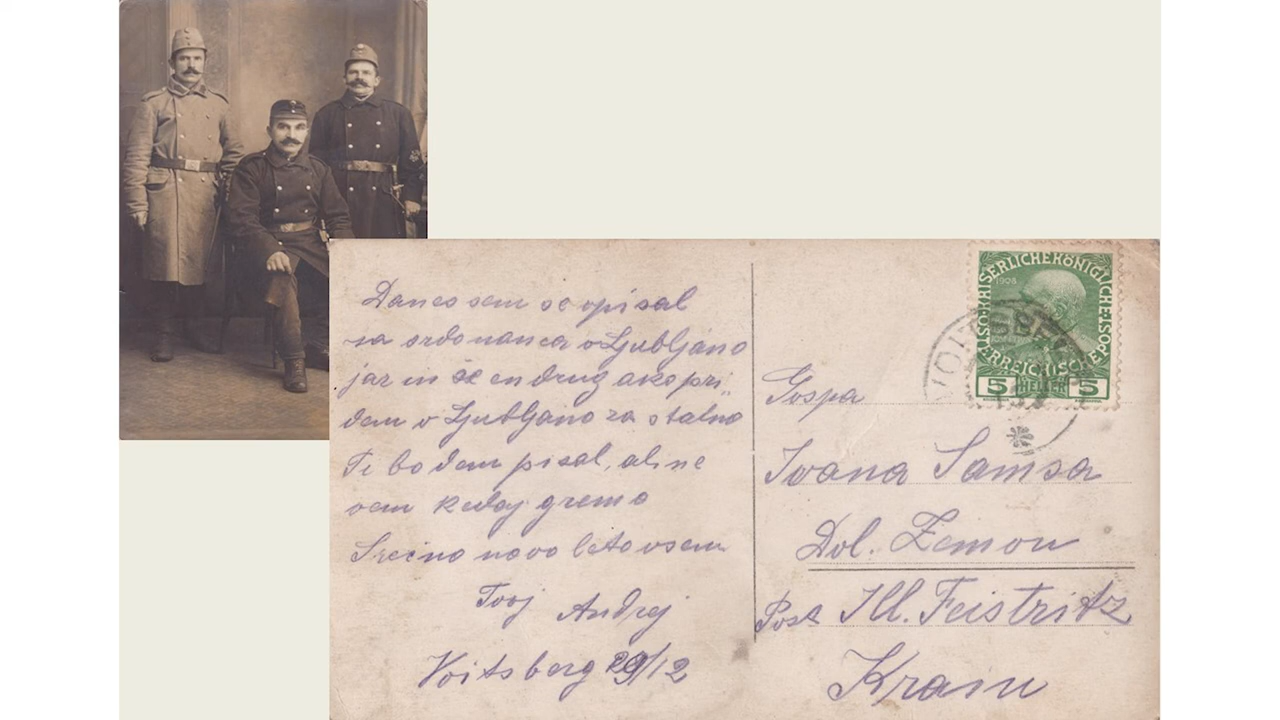 Danes sem se opisal
za ordonanca v Ljubljano
jaz in še en drug ako pri-
dem v Ljubljano za stalno
Ti bodem pisal, ali ne
vem kedaj gremo
Srečno novo leto vsem
Tvoj Andrej
Voitsberg 29/12
KAISERLICHE KÖNIGLICHE ÖSTERREICHISCHE POST
1908
5 HELLER 5
VOITSBERG
Gospa
Ivana Samsa
Dol. Zemon
Post Ill. Feistritz
Krain